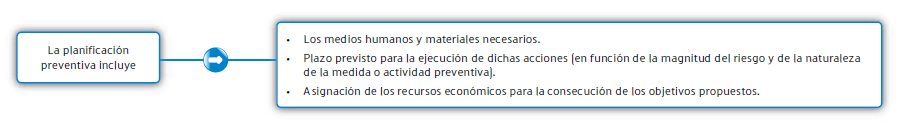 La planificación
preventiva incluye
• Los medios humanos y materiales necesarios.
• Plazo previsto para la ejecución de dichas acciones (en función de la magnitud del riesgo y de la naturaleza
de la medida o actividad preventiva).
• Asignación de los recursos económicos para la consecución de los objetivos propuestos.